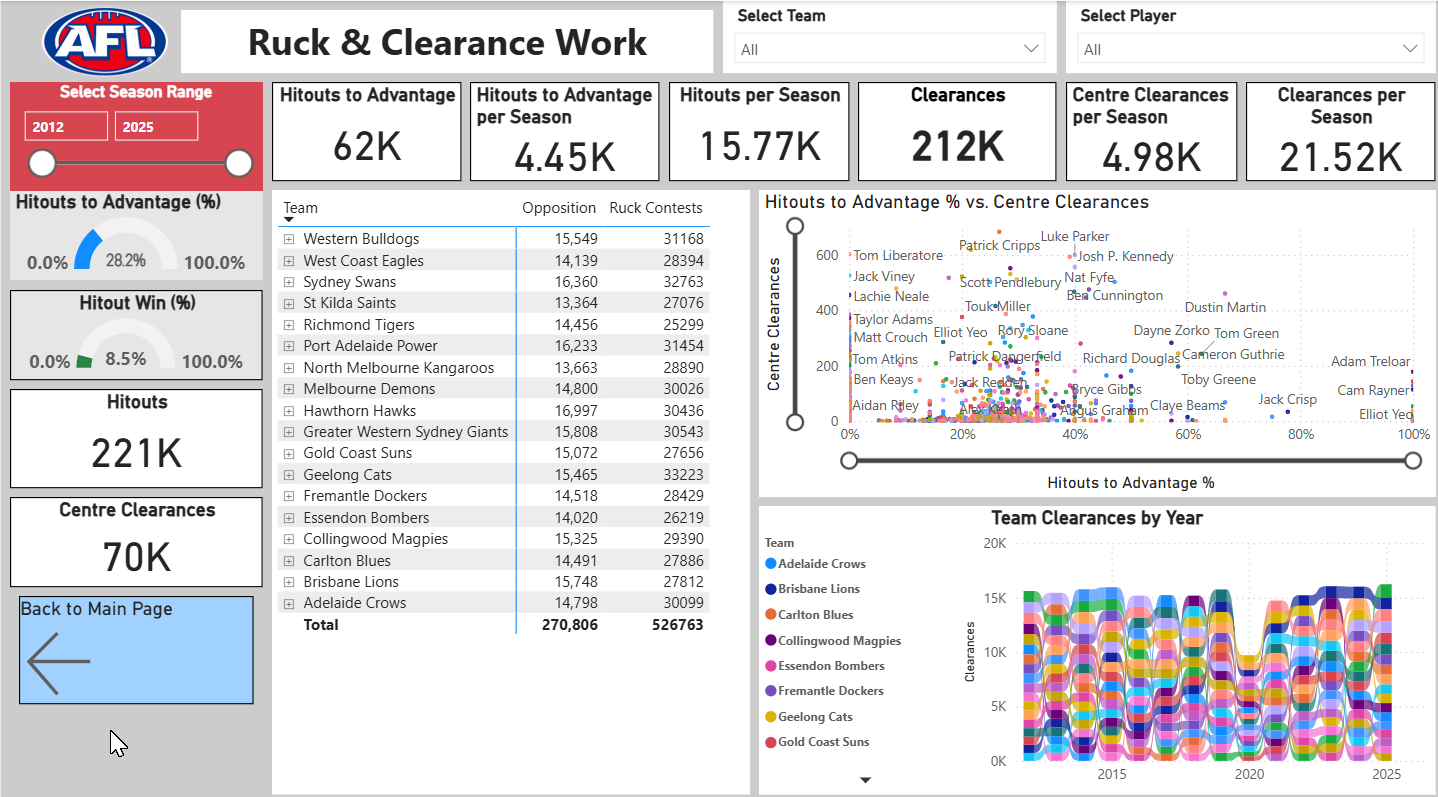 AFL
Ruck & Clearance Work
Select Team
All
Select Player
All
Select Season Range
2012 2025
Hitouts to Advantage
62K
Hitouts to Advantage
per Season
4.45K
Hitouts per Season
15.77K
Clearances
212K
Centre Clearances
per Season
4.98K
Clearances per
Season
21.52K
Hitouts to Advantage (%)
0.0% 28.2% 100.0%
Hitout Win (%)
0.0% 8.5% 100.0%
Hitouts
221K
Centre Clearances
70K
Back to Main Page
Team Opposition Ruck Contests
Western Bulldogs 15,549 31168
West Coast Eagles 14,139 28394
Sydney Swans 16,360 32763
St Kilda Saints 13,364 27076
Richmond Tigers 14,456 25299
Port Adelaide Power 16,233 31454
North Melbourne Kangaroos 13,663 28890
Melbourne Demons 14,800 30026
Hawthorn Hawks 16,997 30436
Greater Western Sydney Giants 15,808 30543
Gold Coast Suns 15,072 27656
Geelong Cats 15,465 33223
Fremantle Dockers 14,518 28429
Essendon Bombers 14,020 26219
Collingwood Magpies 15,325 29390
Carlton Blues 14,491 27886
Brisbane Lions 15,748 27812
Adelaide Crows 14,798 30099
Total 270,806 526763
Hitouts to Advantage % vs. Centre Clearances
Centre Clearances
600
400
200
0
Luke Parker
Patrick Cripps
Tom Liberatore
Josh P. Kennedy
Jack Viney
Scott Pendlebury
Nat Fyfe
Lachie Neale
Ben Cunnington
Touk Miller
Dustin Martin
Taylor Adams
Elliot Yeo
Rory Sloane
Dayne Zorko
Tom Green
Matt Crouch
Tom Atkins
Patrick Dangerfield
Richard Douglas
Cameron Guthrie
Adam Treloar
Ben Keays
Jack Redden
Bryce Gibbs
Toby Greene
Cam Rayner
Aidan Riley
Alex Keath
Angus Graham
Claye Beams
Jack Crisp
Elliot Yeo
0% 20% 40% 60% 80% 100%
Hitouts to Advantage %
Team Clearances by Year
Team
Adelaide Crows
Brisbane Lions
Carlton Blues
Collingwood Magpies
Essendon Bombers
Fremantle Dockers
Geelong Cats
Gold Coast Suns
Clearances
20K
15K
10K
5K
0K
2015 2020 2025